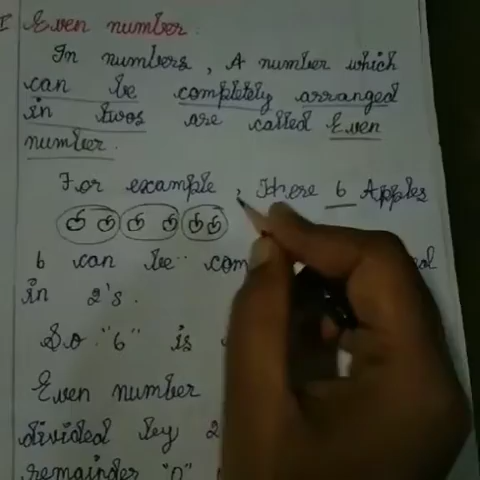 I Even number.
In numbers, A number which
can be completely arranged
in twos are called Even
number.
For example, there 6 Apples
6 can be com
in 2's.
So "6" is
Even number
divided by 2
remainder "0"